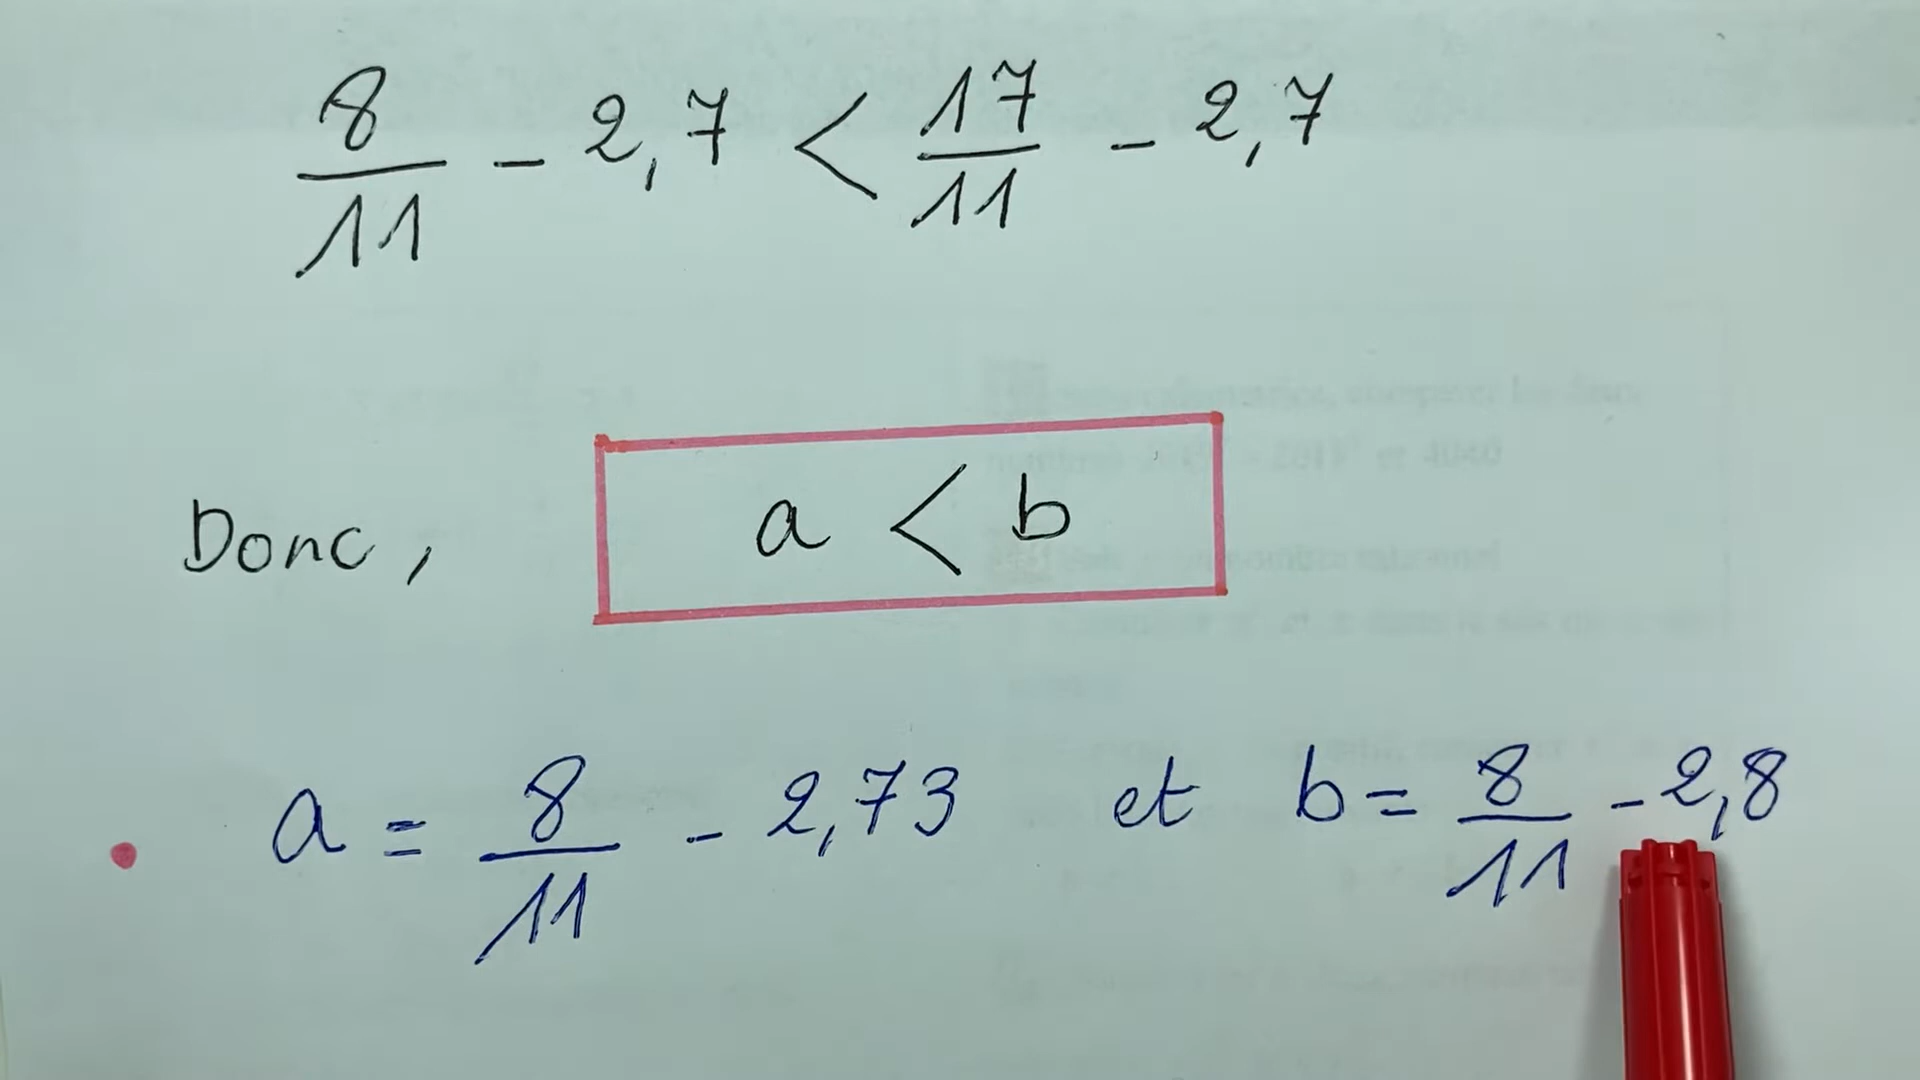 8/11 - 2,7 < 17/11 - 2,7
Donc, a < b
• a = 8/11 - 2,73 et b = 8/11 - 2,8